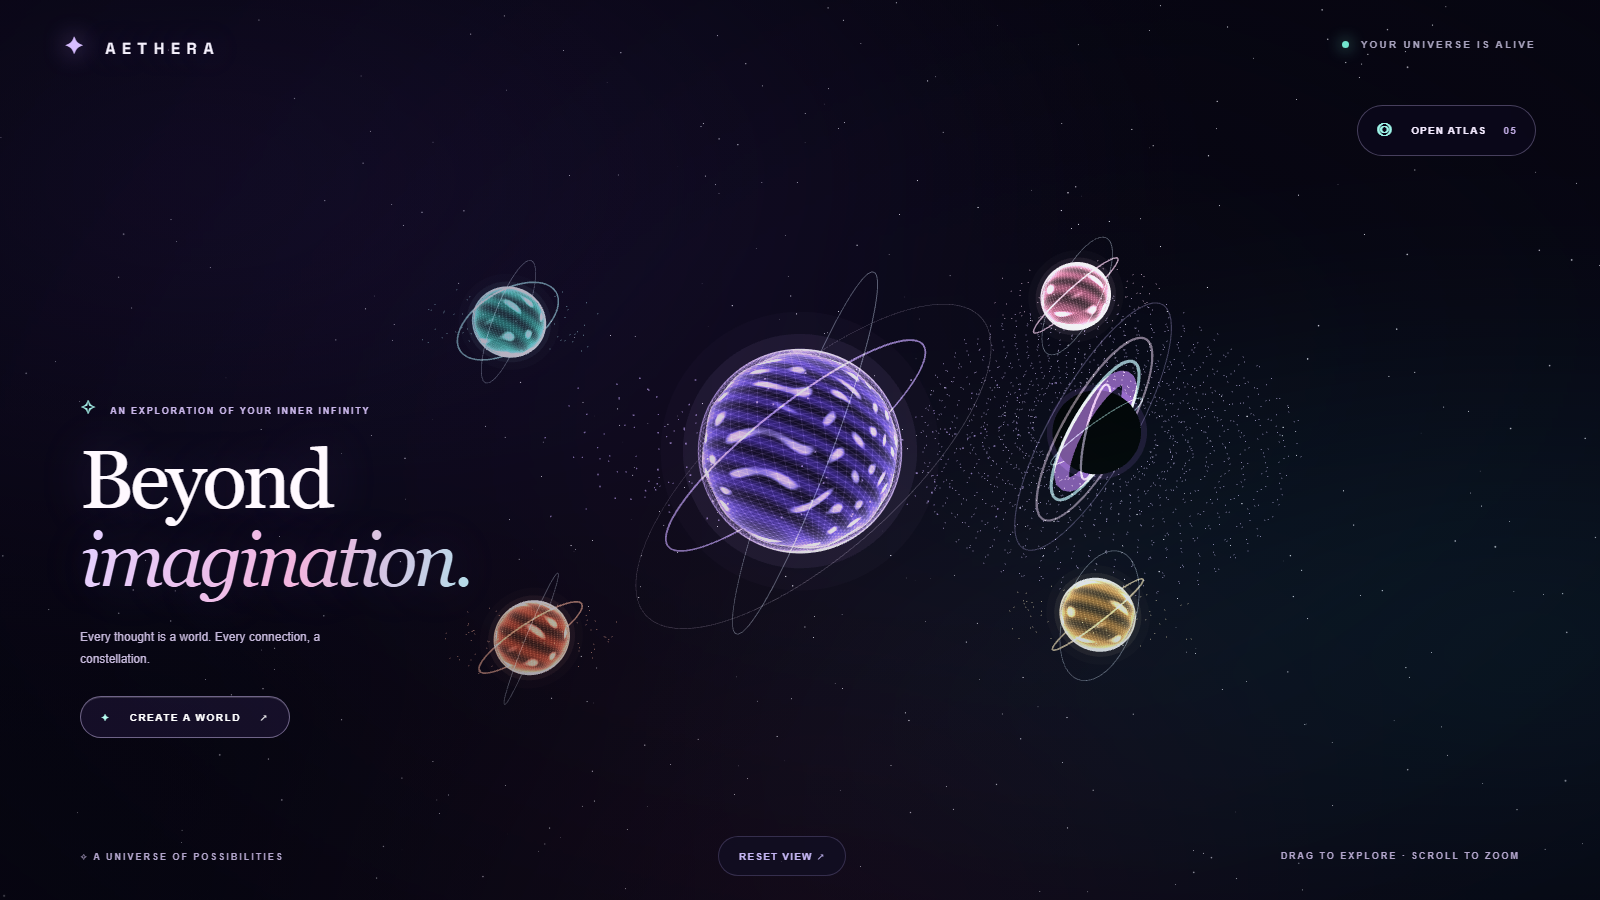 AETHERA
YOUR UNIVERSE IS ALIVE
OPEN ATLAS 05
AN EXPLORATION OF YOUR INNER INFINITY
Beyond
imagination.
Every thought is a world. Every connection, a
constellation.
CREATE A WORLD ↗
A UNIVERSE OF POSSIBILITIES
RESET VIEW ↗
DRAG TO EXPLORE · SCROLL TO ZOOM